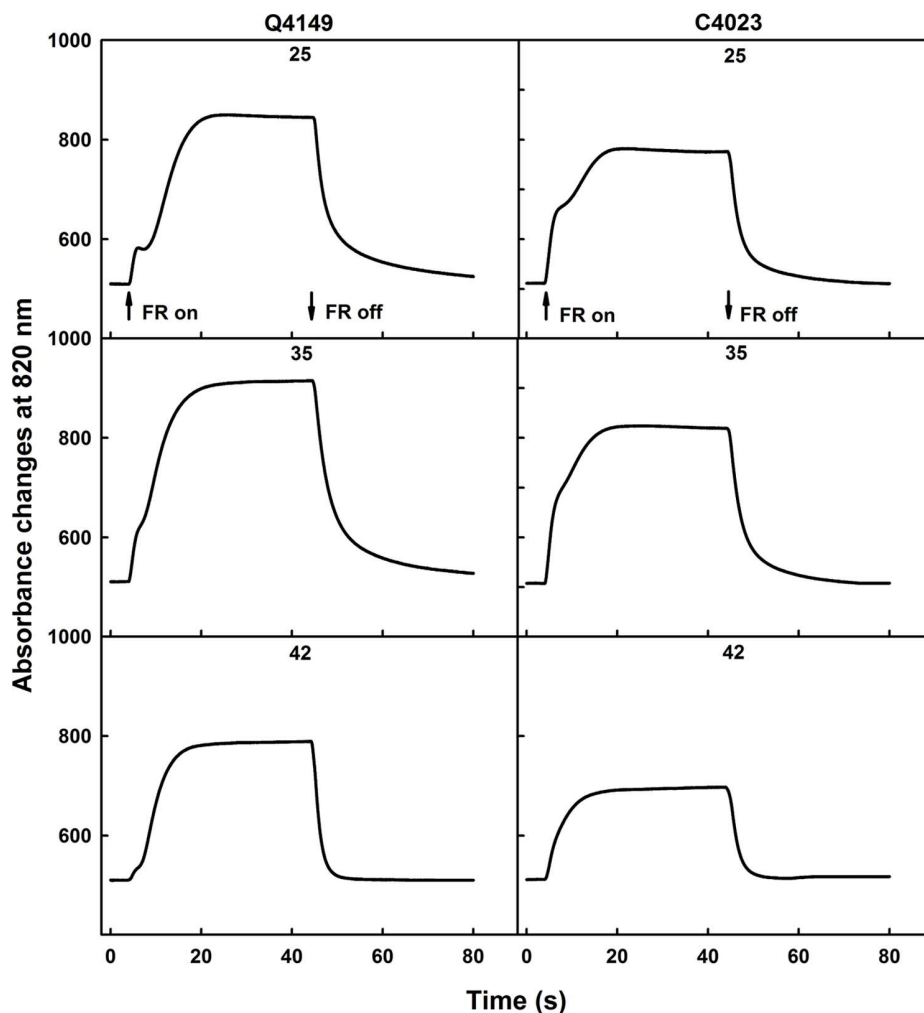 Q4149 C4023
Absorbance changes at 820 nm
1000 25 25
800
600
FR on FR off FR on FR off
1000 35 35
800
600
1000 42 42
800
600
0 20 40 60 80 0 20 40 60 80
Time (s)